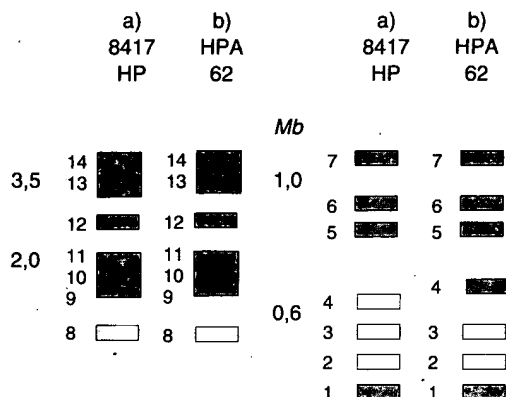 a) b) a) b)
8417 HPA 8417 HPA
HP 62 HP 62
Mb
14 14 7 7
3,5 13 13 1,0
6 6
12 12 5 5
11 11
2,0 10 10
9 9 4
4
0,6
8 8 3 3
2 2
1 1